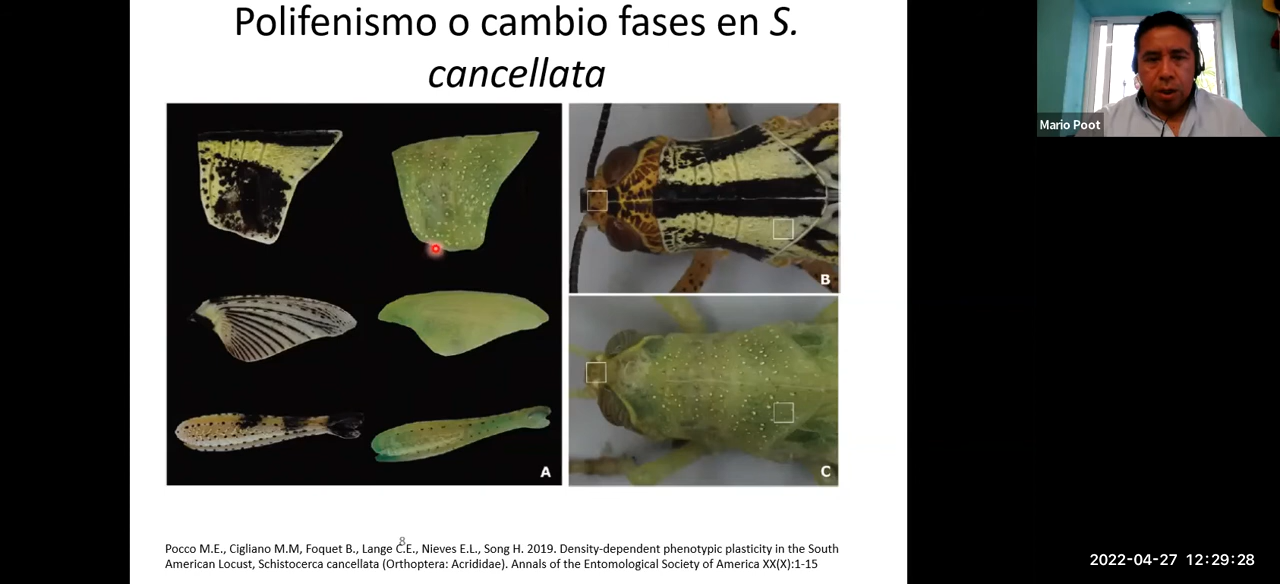 Polifenismo o cambio fases en S.
cancellata
Mario Poot
B
A
C
8
Pocco M.E., Cigliano M.M, Foquet B., Lange C.E., Nieves E.L., Song H. 2019. Density-dependent phenotypic plasticity in the South
American Locust, Schistocerca cancellata (Orthoptera: Acrididae). Annals of the Entomological Society of America XX(X):1-15
2022-04-27 12:29:28